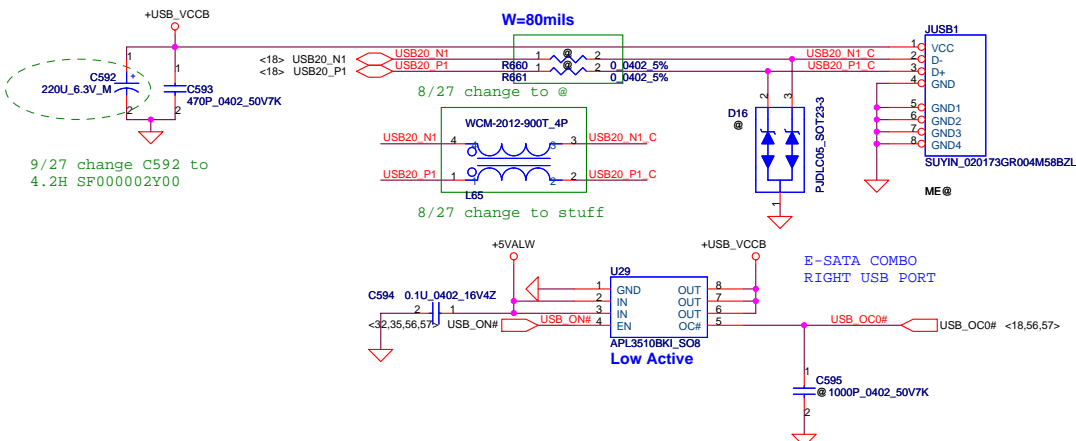 +USB_VCCB
W=80mils
JUSB1
<18> USB20_N1 USB20_N1 1 @ 2 USB20_N1_C 1 VCC
<18> USB20_P1 USB20_P1 1 @ 2 USB20_P1_C 2 D-
R660 0_0402_5% 3 D+
R661 0_0402_5% 4 GND
1 C592 + 220U_6.3V_M 2
1 C593 470P_0402_50V7K 2
8/27 change to @
5 GND1
6 GND2
7 GND3
8 GND4
SUYIN_020173GR004M58BZL
ME@
2 3
D16
@
PJDLC05_SOT23-3
1
WCM-2012-900T_4P
USB20_N1 4 4 3 3 USB20_N1_C
USB20_P1 1 1 2 2 USB20_P1_C
L65
8/27 change to stuff
9/27 change C592 to
4.2H SF000002Y00
+5VALW
+USB_VCCB
E-SATA COMBO
RIGHT USB PORT
U29
1 GND OUT 8
2 IN OUT 7
3 IN OUT 6
4 EN OC# 5
APL3510BKI_SO8
Low Active
C594 0.1U_0402_16V4Z
2 1
<32,35,56,57> USB_ON# USB_ON#
USB_OC0# USB_OC0# <18,56,57>
1
C595
@ 1000P_0402_50V7K
2